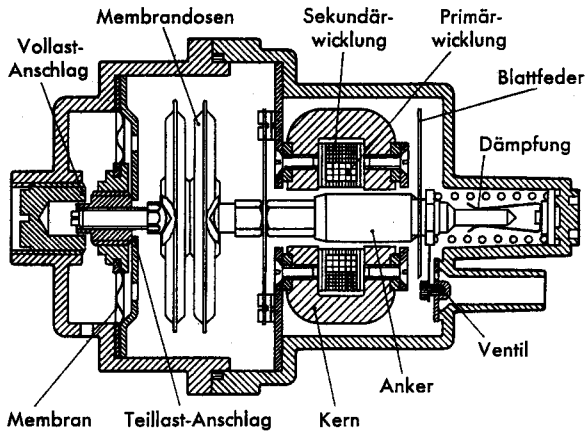 Membrandosen
Sekundär-
wicklung
Primär-
wicklung
Vollast-
Anschlag
Blattfeder
Dämpfung
Ventil
Anker
Membran
Teillast-Anschlag
Kern